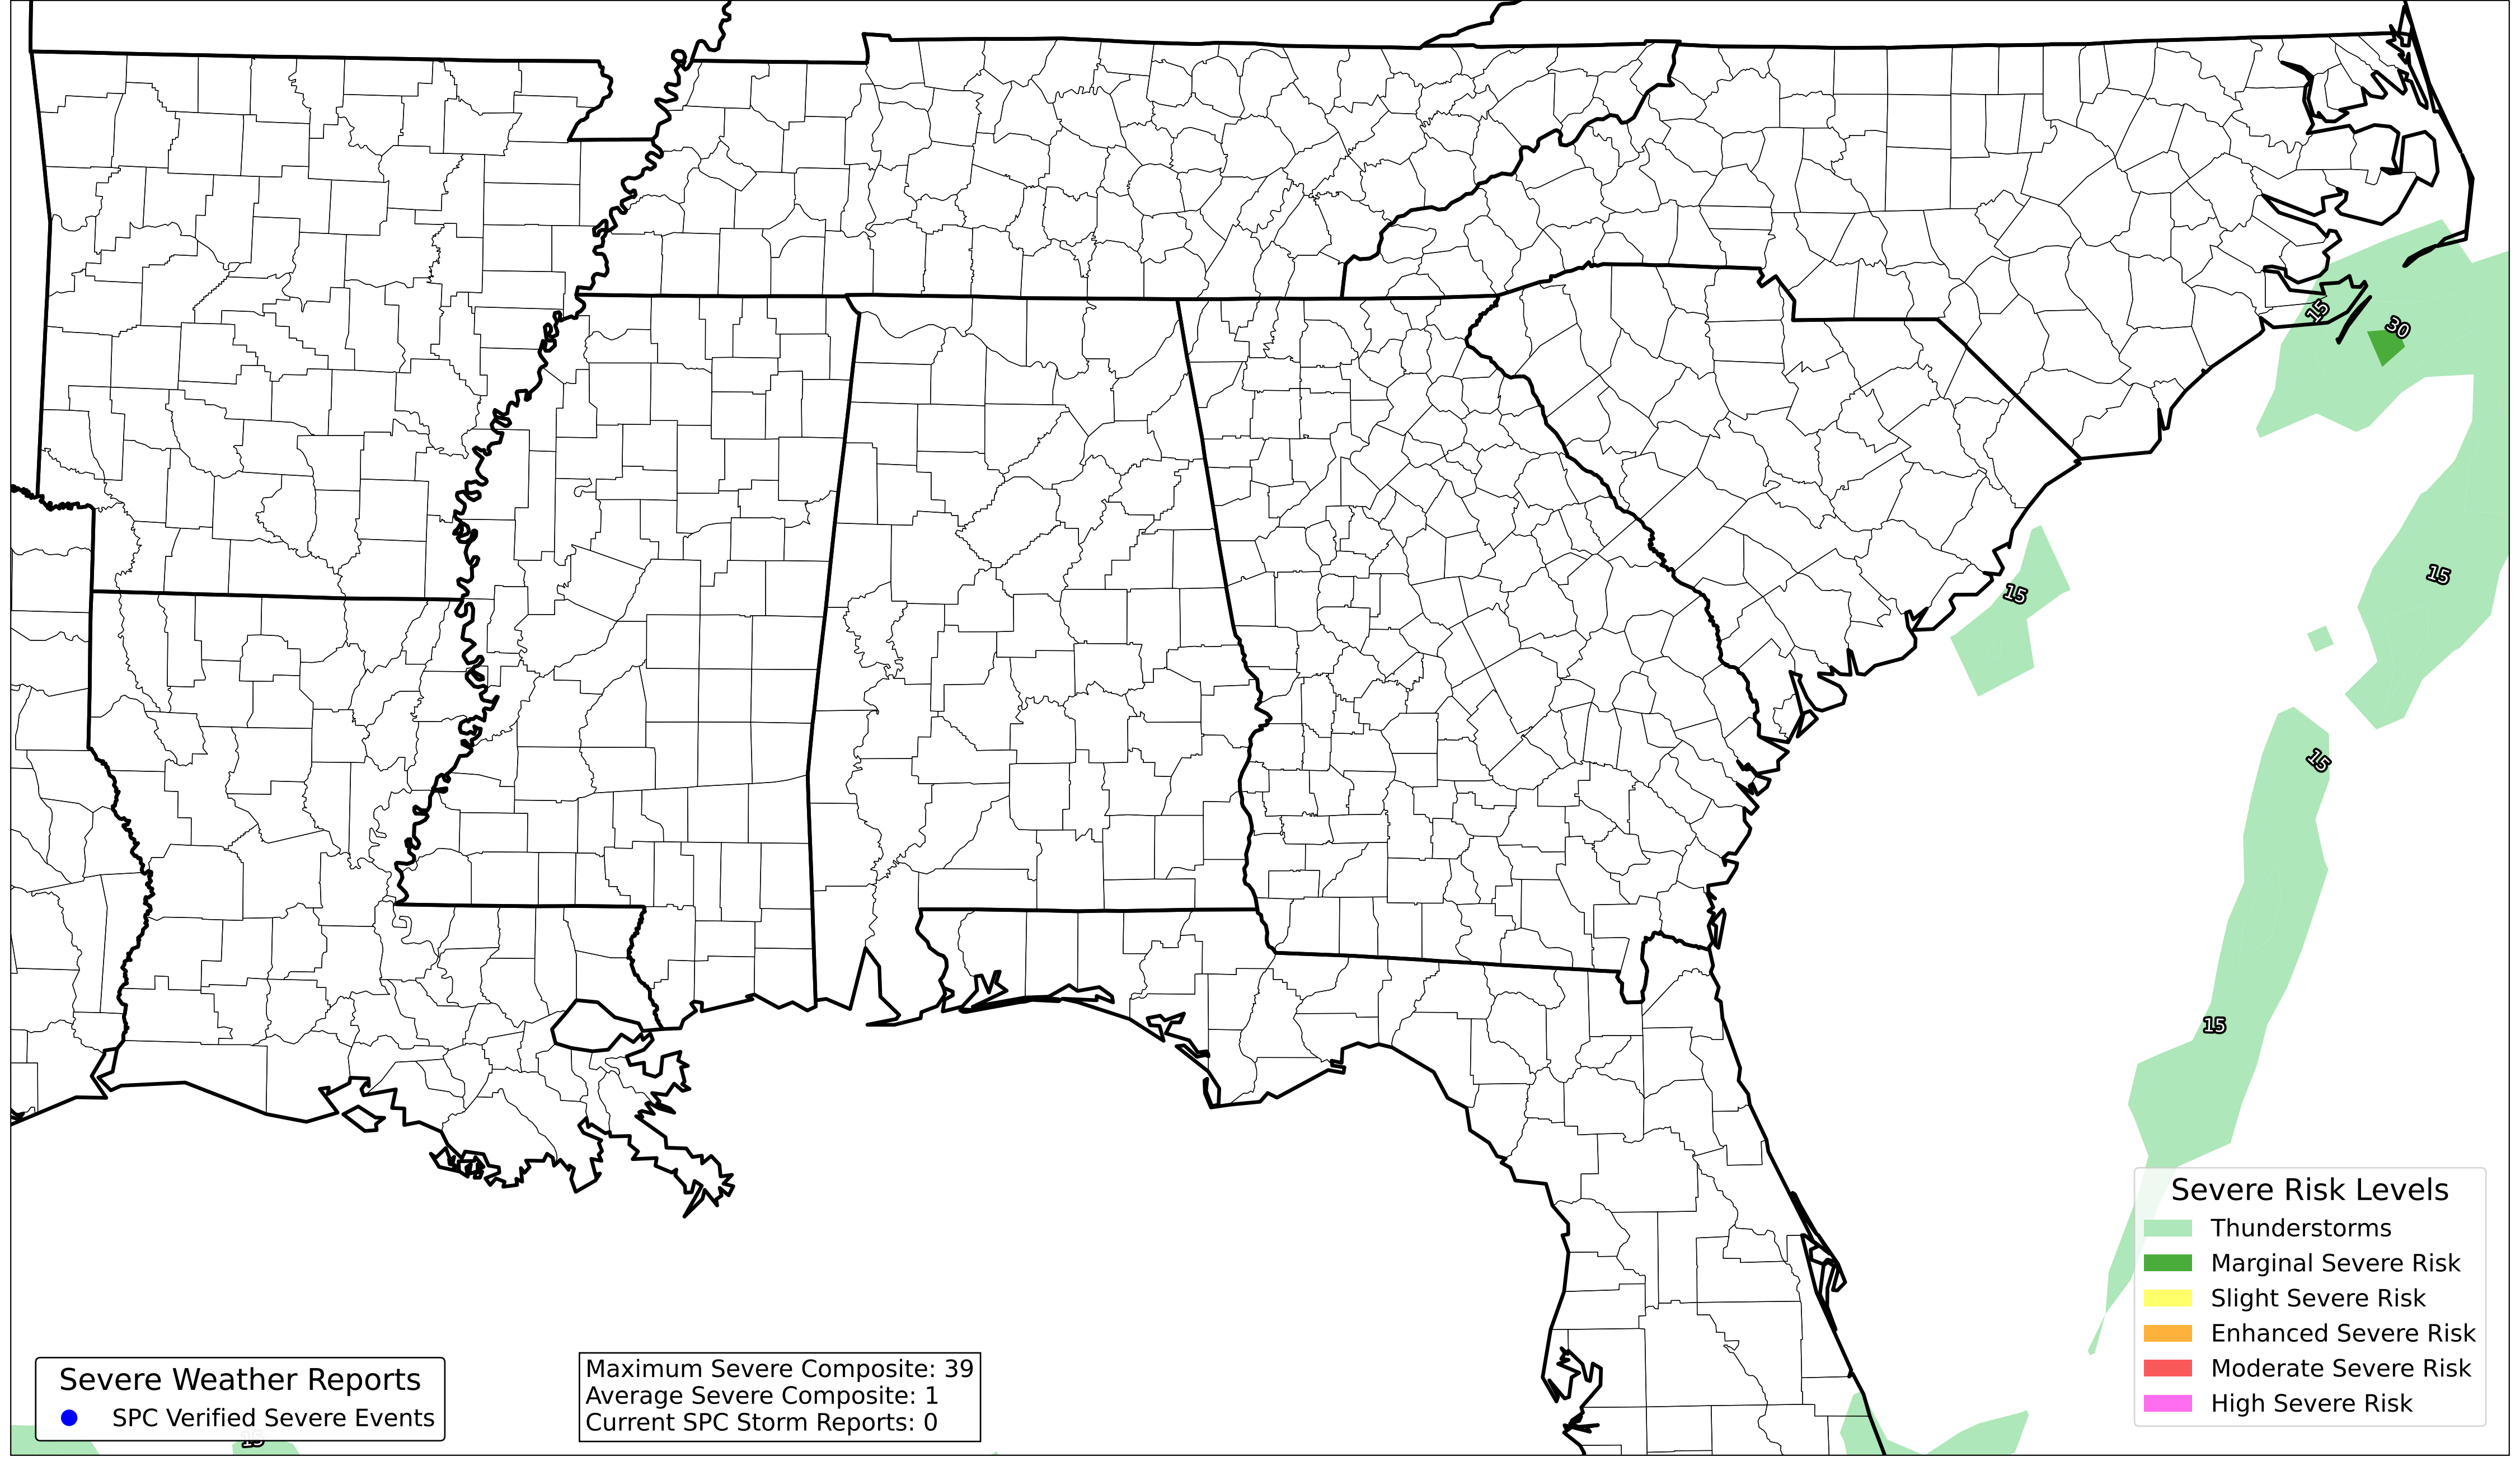 15
30
15
15
15
15
15
Severe Risk Levels
Thunderstorms
Marginal Severe Risk
Slight Severe Risk
Enhanced Severe Risk
Moderate Severe Risk
High Severe Risk
Severe Weather Reports
SPC Verified Severe Events
Maximum Severe Composite: 39
Average Severe Composite: 1
Current SPC Storm Reports: 0